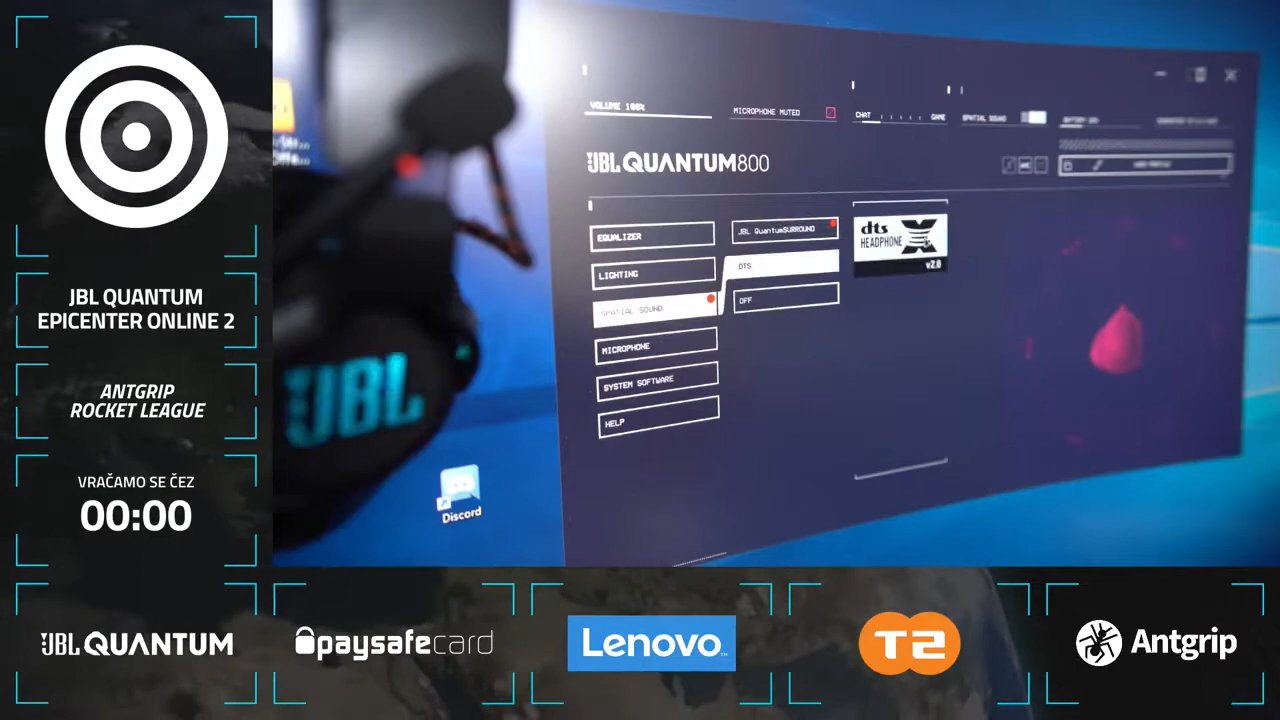 JBL QUANTUM
EPICENTER ONLINE 2
ANTGRIP
ROCKET LEAGUE
VRAČAMO SE ČEZ
00:00
VOLUME 100%
MICROPHONE MUTED
CHAT
GAME
SPATIAL SOUND
JBL QUANTUM800
EQUALIZER
LIGHTING
SPATIAL SOUND
MICROPHONE
SYSTEM SOFTWARE
HELP
JBL QuantumSURROUND
DTS
OFF
dts
HEADPHONE X
v2.0
JBL
Discord
JBL QUANTUM
paysafecard
Lenovo
T2
Antgrip